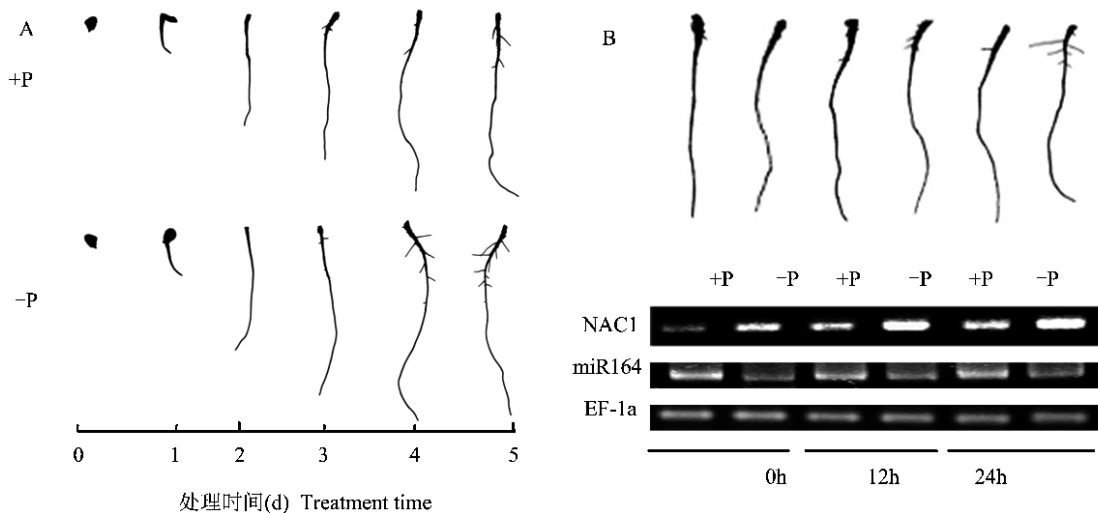 A
+P
−P
0 1 2 3 4 5
处理时间(d) Treatment time
B
+P −P +P −P +P −P
NAC1
miR164
EF-1a
0h 12h 24h